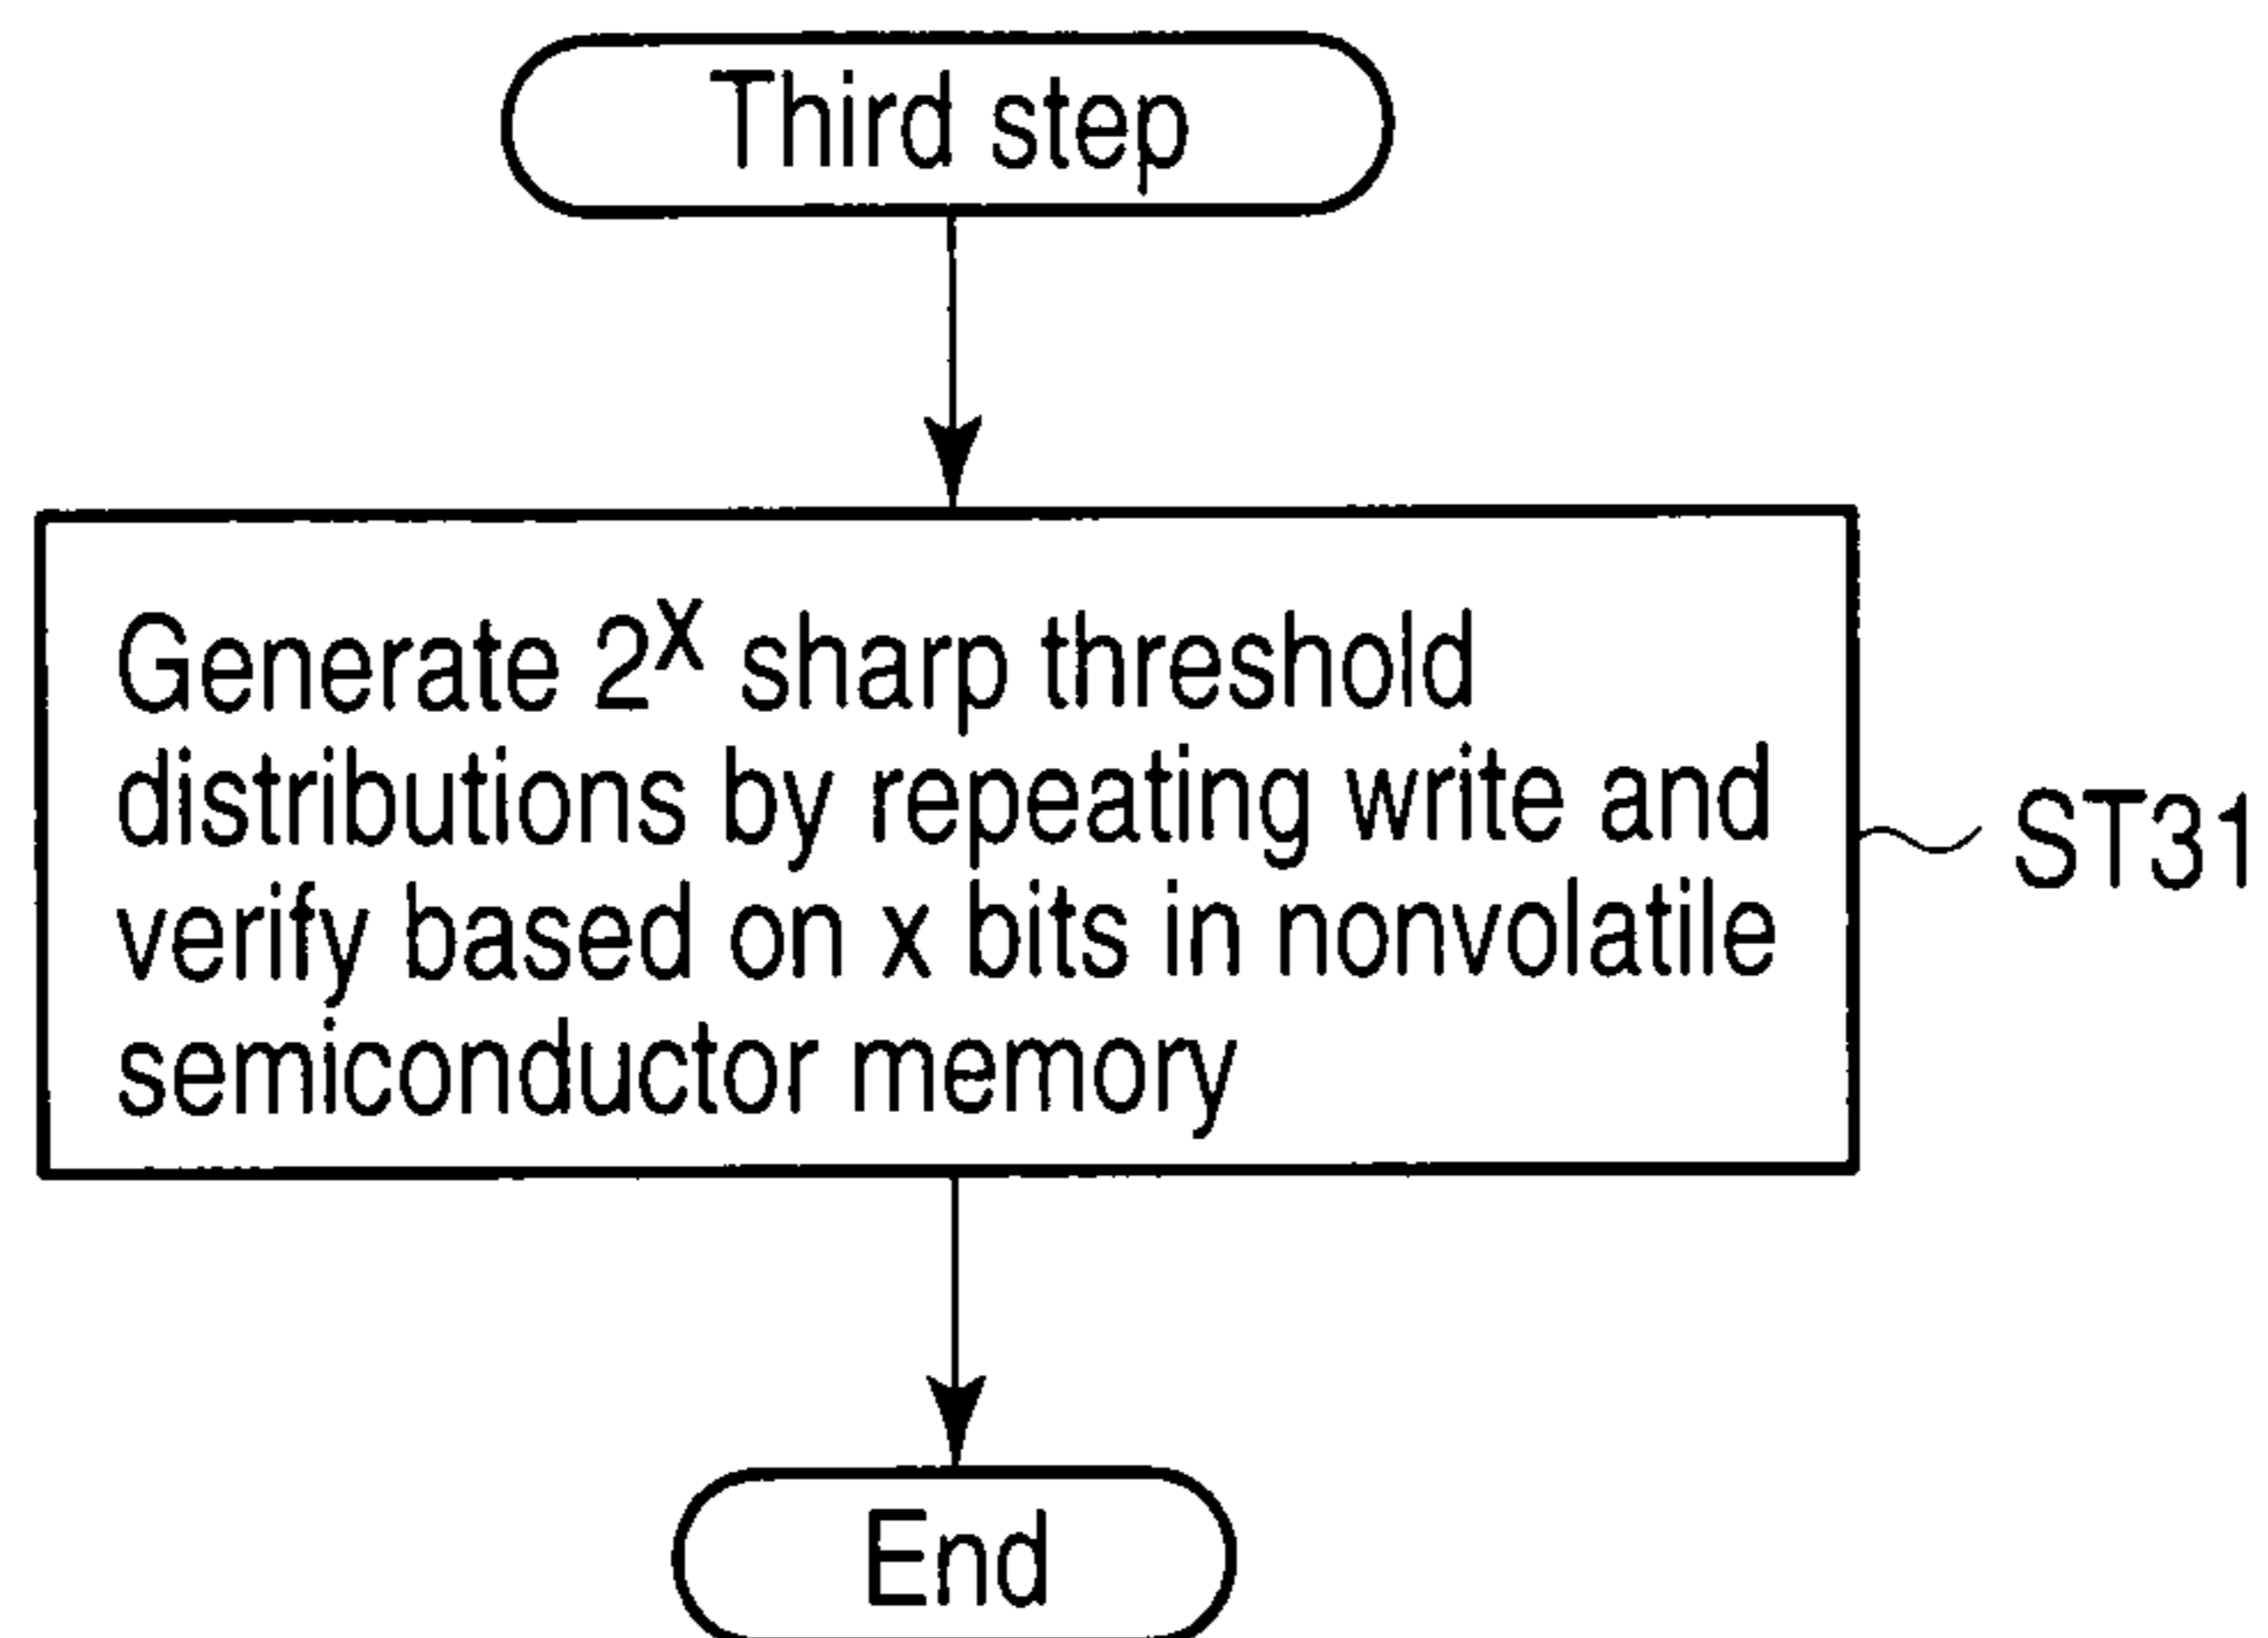 Third step
Generate 2^X sharp threshold
distributions by repeating write and
verify based on x bits in nonvolatile
semiconductor memory
ST31
End